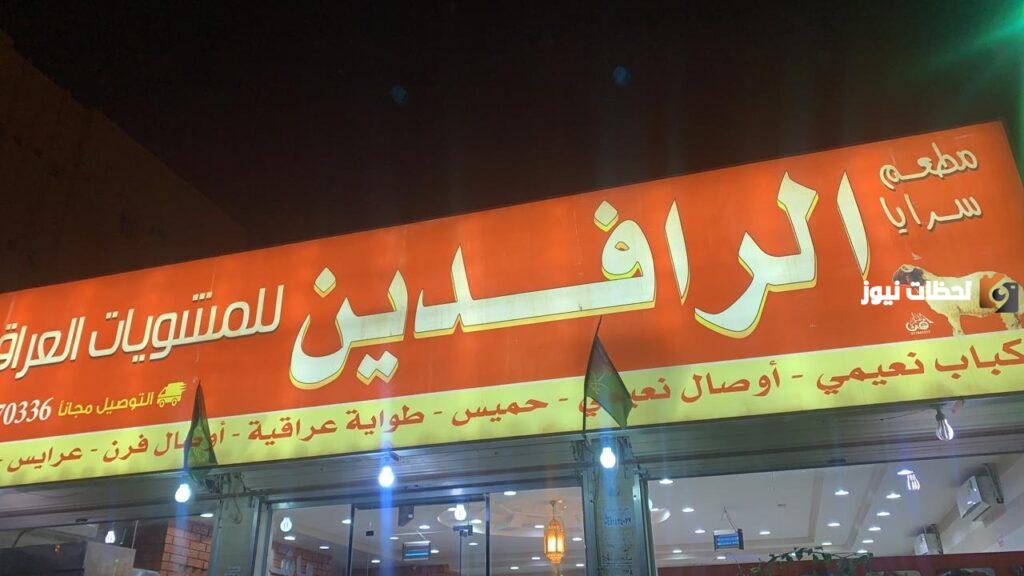 مطعم
سرايا
الرافدين
للمشويات العراق
التوصيل مجاناً 70336
كباب نعيمي - أوصال نعيمي - حميس - طواية عراقية - أوصال فرن - عرايس -
لحظات نيوز